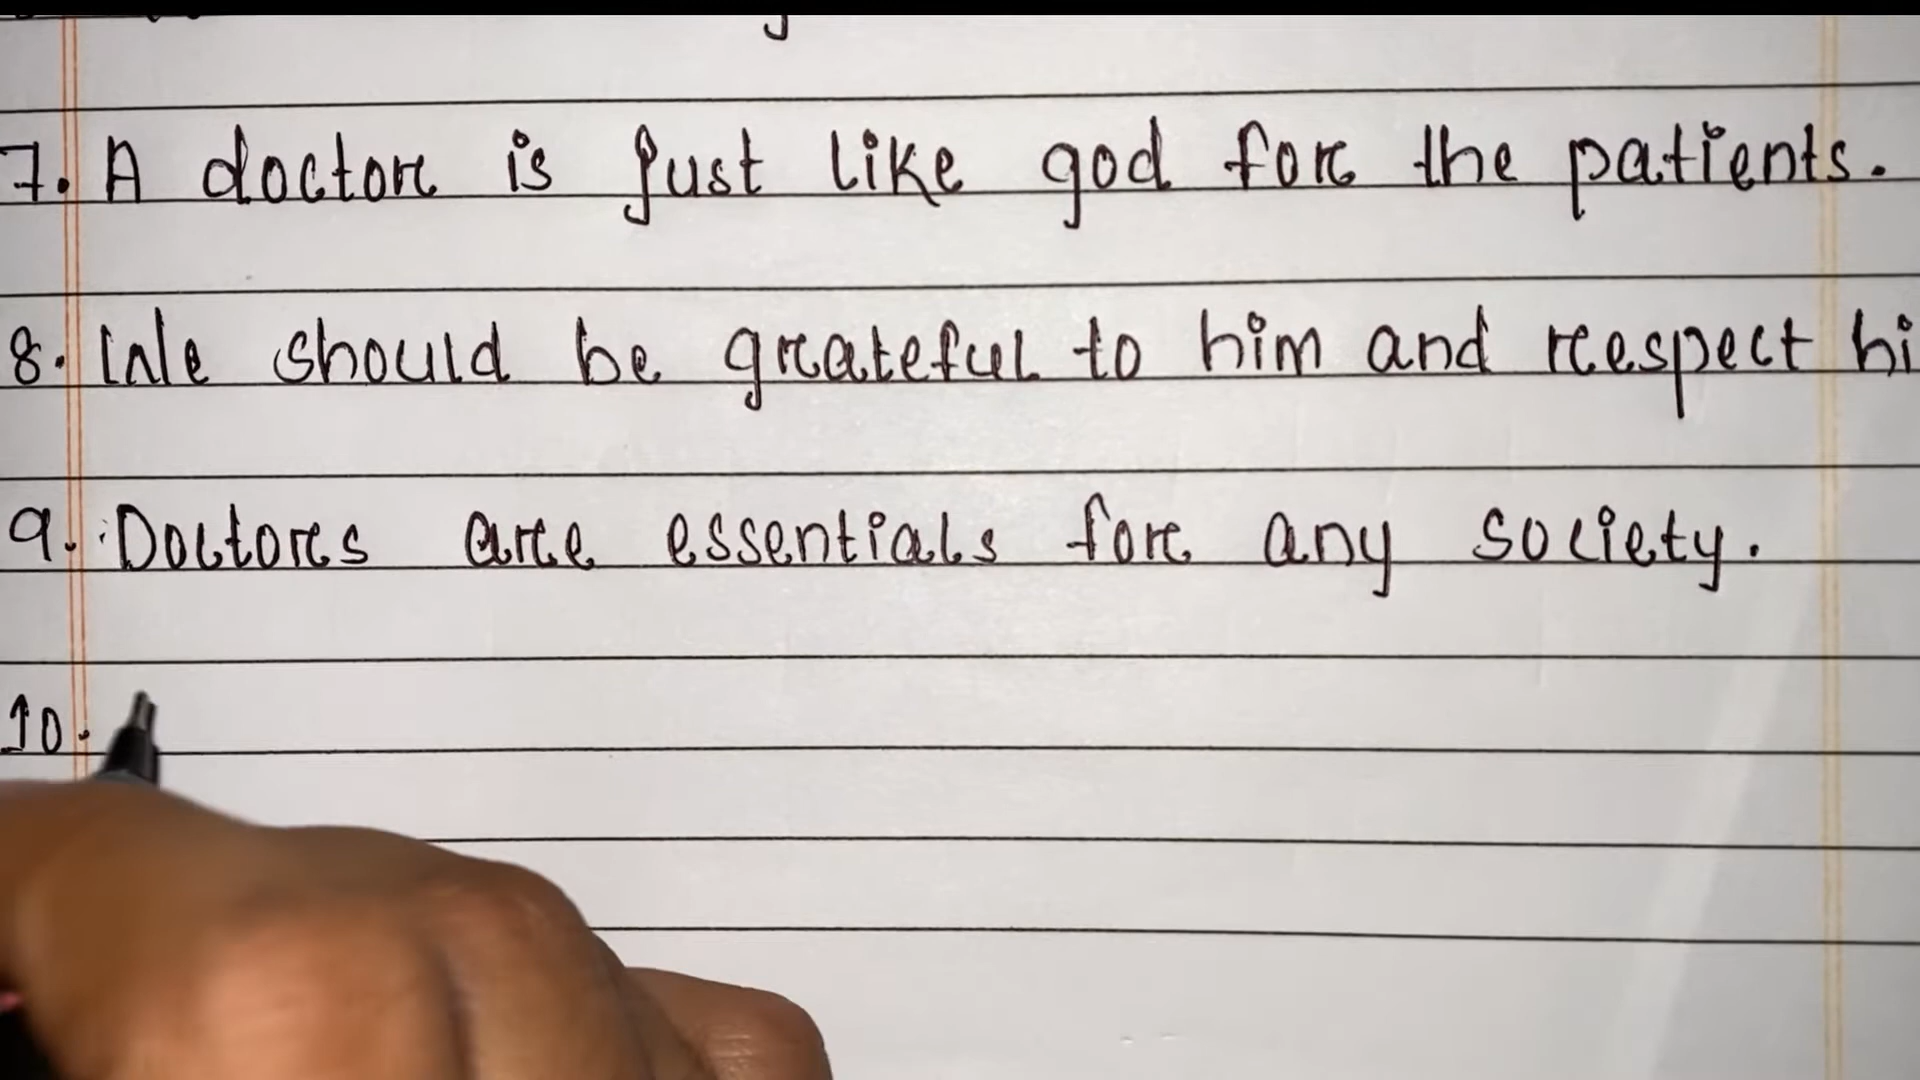 7. A doctor is just like god for the patients.
8. We should be grateful to him and respect hi
9. Doctors are essentials for any society.
10.